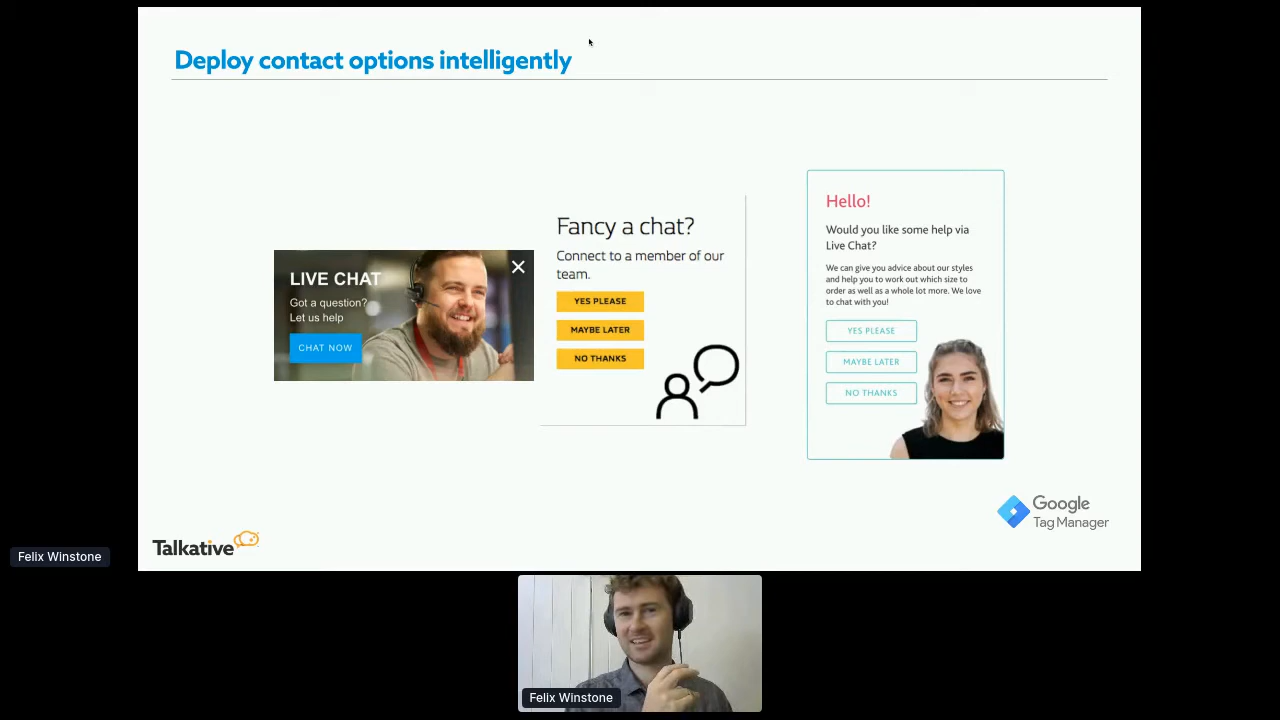 Deploy contact options intelligently
LIVE CHAT
Got a question?
Let us help
CHAT NOW
Fancy a chat?
Connect to a member of our
team.
YES PLEASE
MAYBE LATER
NO THANKS
Hello!
Would you like some help via
Live Chat?
We can give you advice about our styles
and help you to work out which size to
order as well as a whole lot more. We love
to chat with you!
YES PLEASE
MAYBE LATER
NO THANKS
Google
Tag Manager
Talkative
Felix Winstone
Felix Winstone